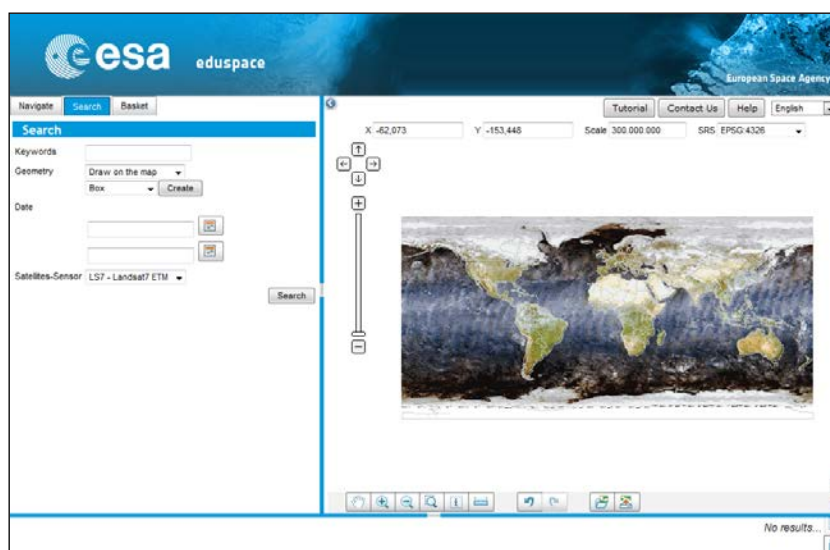 esa eduspace
European Space Agency
Navigate Search Basket
Tutorial Contact Us Help English
Search
X -62,073 Y -153,448 Scale 300.000.000 SRS EPSG:4326
Keywords
Geometry Draw on the map
Box Create
Date
Satellites-Sensor LS7 - Landsat7 ETM
Search
No results...